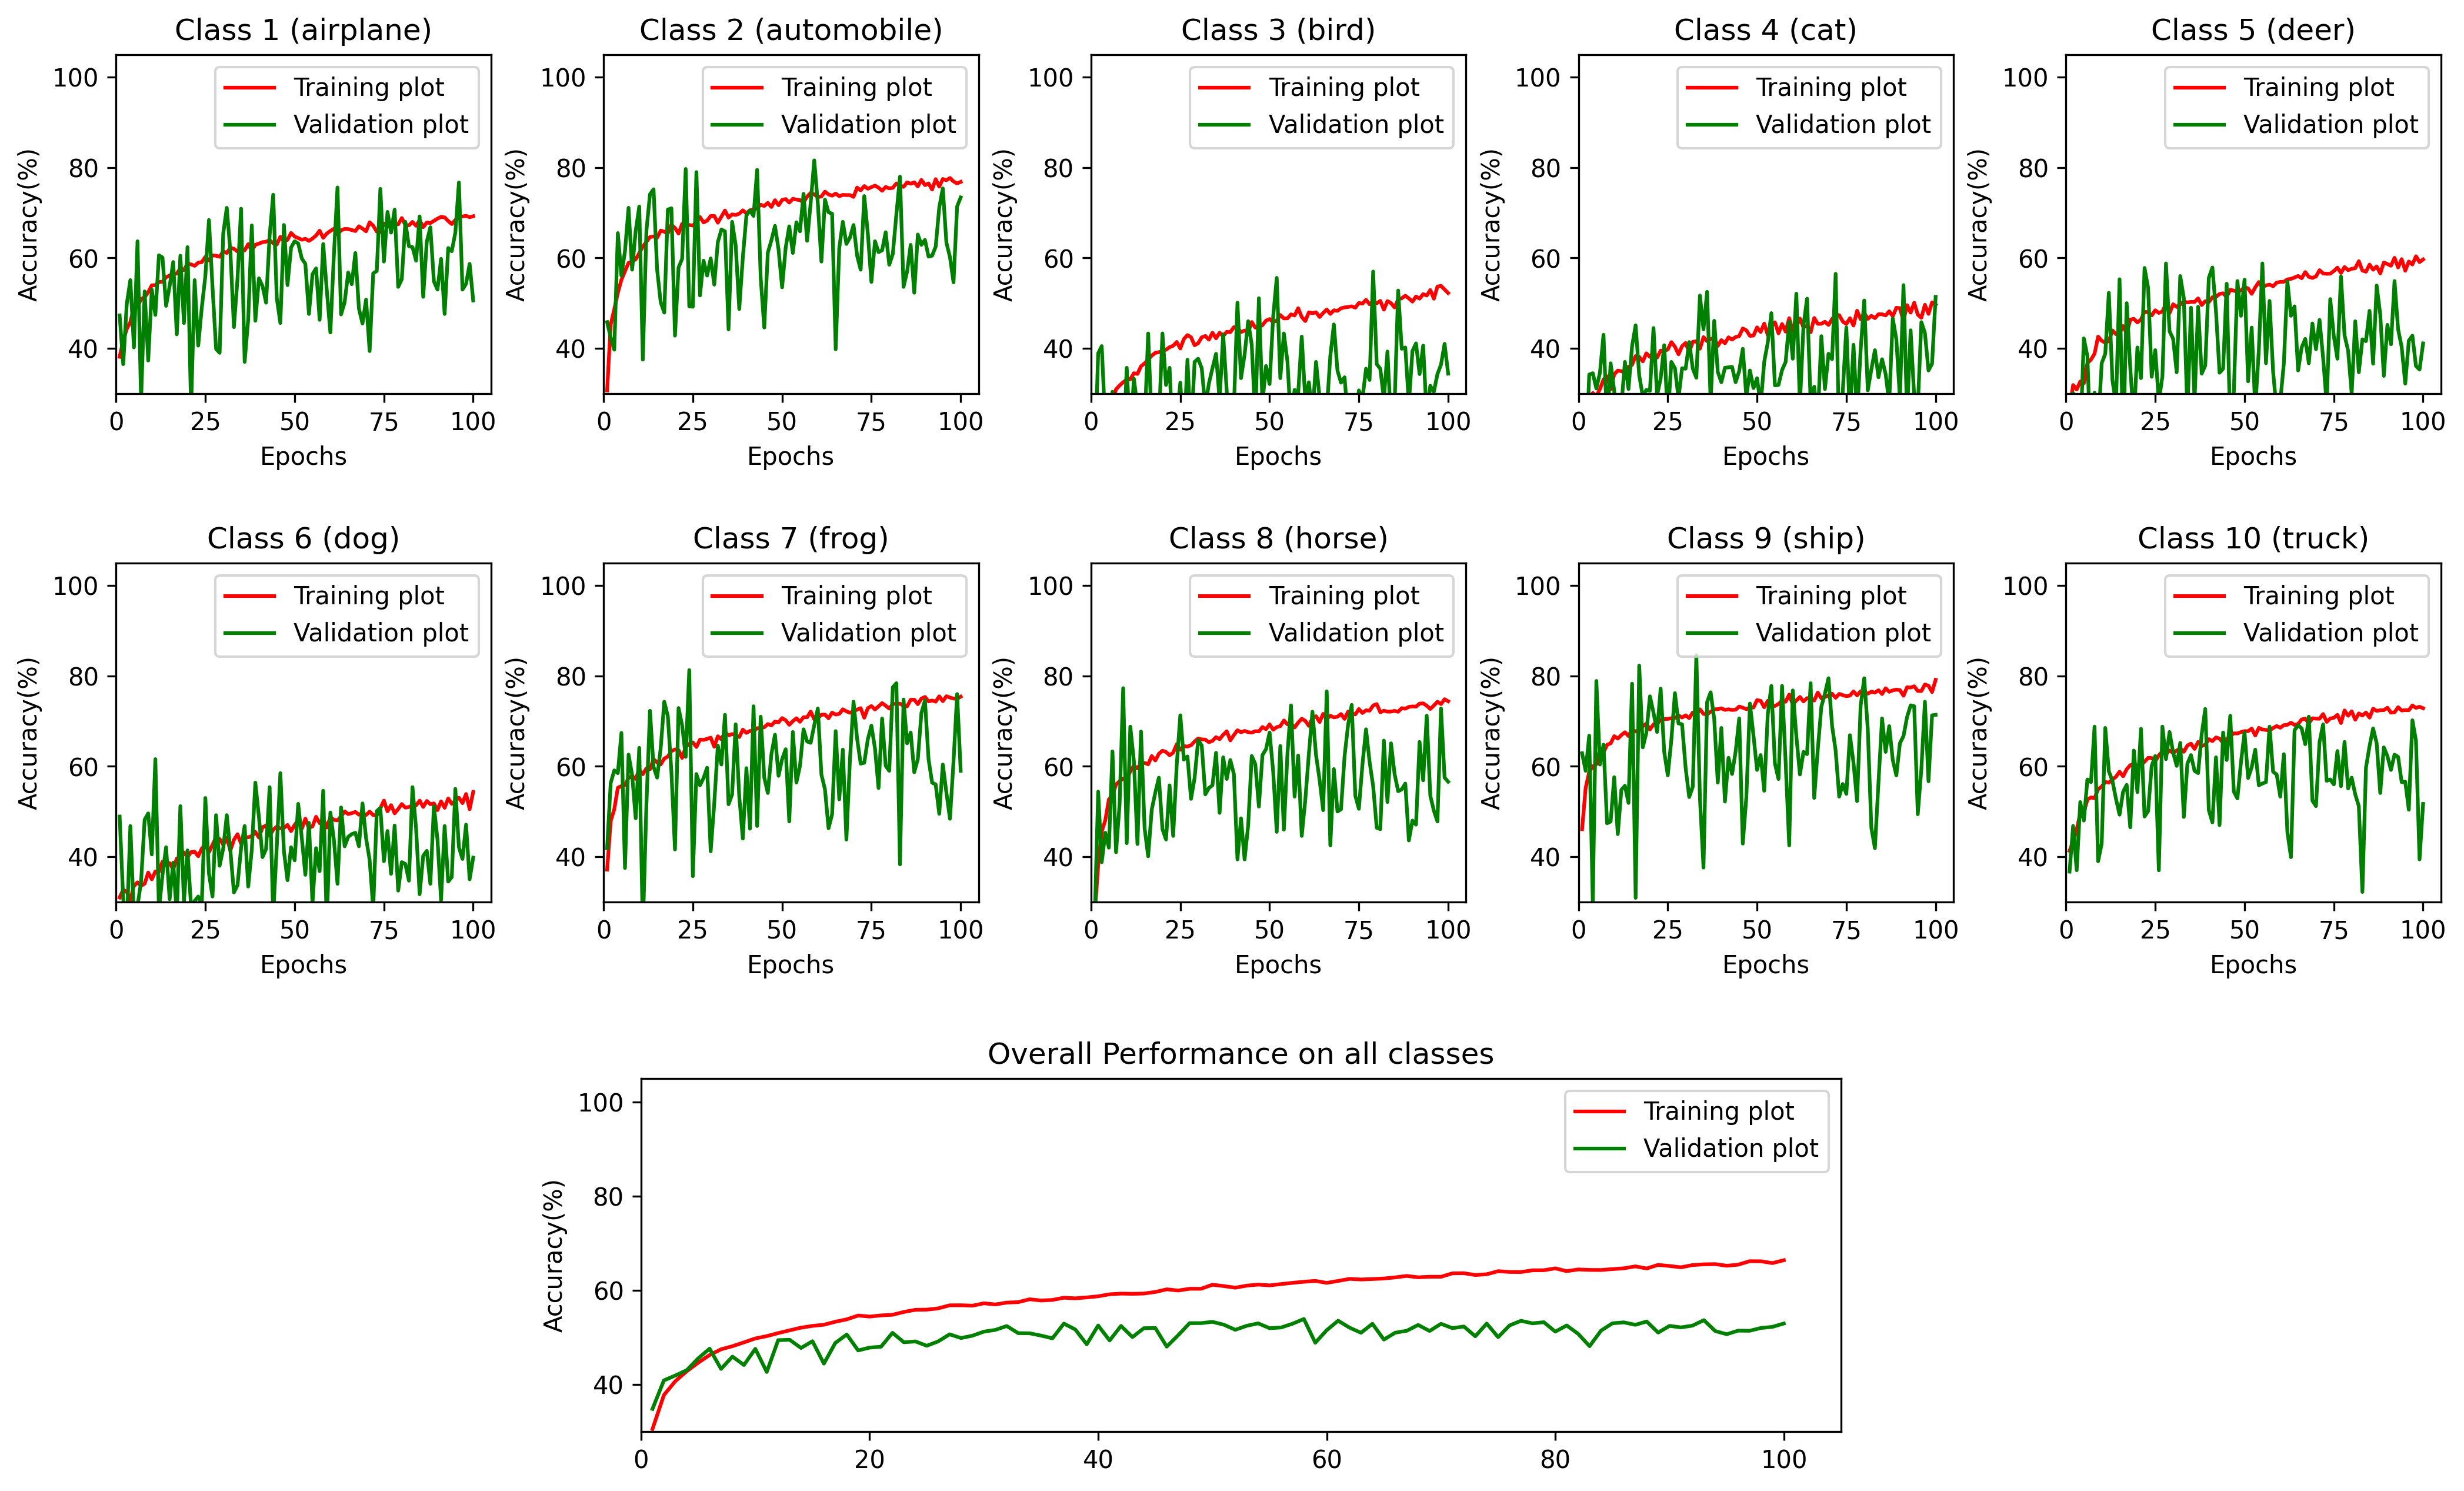 Class 1 (airplane)
Class 2 (automobile)
Class 3 (bird)
Class 4 (cat)
Class 5 (deer)
100
80
60
40
Accuracy(%)
Training plot
Validation plot
0 25 50 75 100
Epochs
100
80
60
40
Accuracy(%)
Training plot
Validation plot
0 25 50 75 100
Epochs
100
80
60
40
Accuracy(%)
Training plot
Validation plot
0 25 50 75 100
Epochs
100
80
60
40
Accuracy(%)
Training plot
Validation plot
0 25 50 75 100
Epochs
100
80
60
40
Accuracy(%)
Training plot
Validation plot
0 25 50 75 100
Epochs
Class 6 (dog)
Class 7 (frog)
Class 8 (horse)
Class 9 (ship)
Class 10 (truck)
100
80
60
40
Accuracy(%)
Training plot
Validation plot
0 25 50 75 100
Epochs
100
80
60
40
Accuracy(%)
Training plot
Validation plot
0 25 50 75 100
Epochs
100
80
60
40
Accuracy(%)
Training plot
Validation plot
0 25 50 75 100
Epochs
100
80
60
40
Accuracy(%)
Training plot
Validation plot
0 25 50 75 100
Epochs
100
80
60
40
Accuracy(%)
Training plot
Validation plot
0 25 50 75 100
Epochs
Overall Performance on all classes
100
80
60
40
Accuracy(%)
Training plot
Validation plot
0 20 40 60 80 100